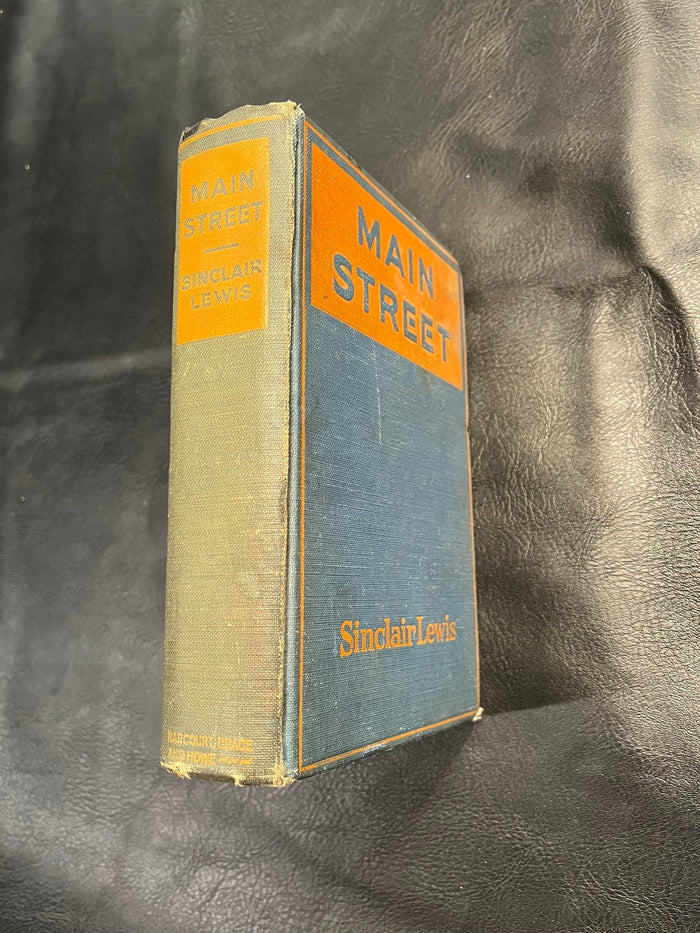 MAIN
STREET
SINCLAIR
LEWIS
HARCOURT, BRACE
AND HOWE
MAIN
STREET
Sinclair Lewis